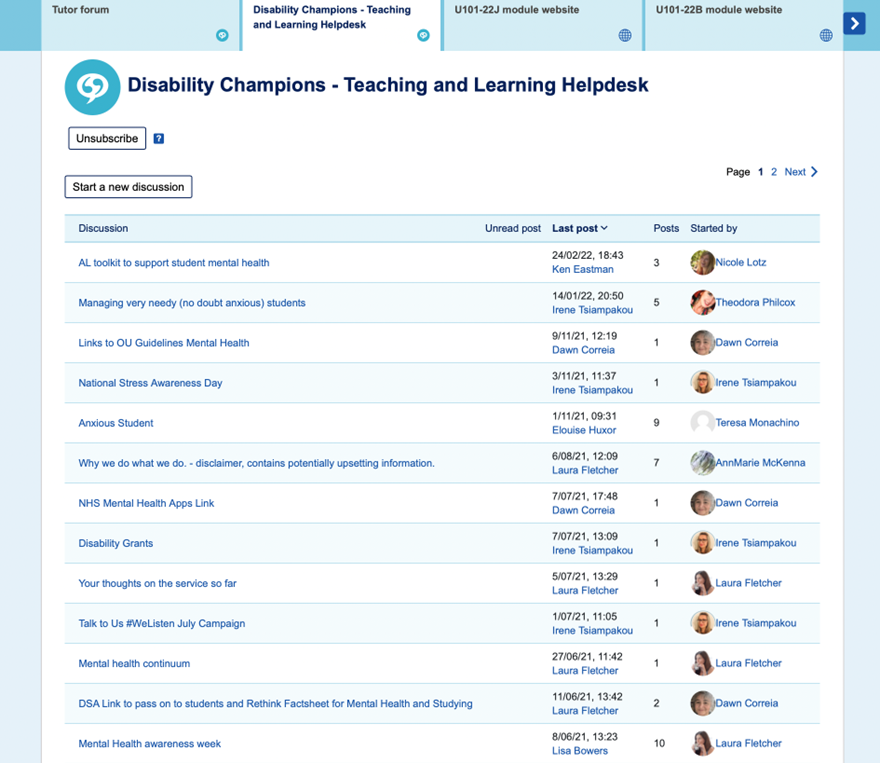 Tutor forum
Disability Champions - Teaching
and Learning Helpdesk
U101-22J module website
U101-22B module website
Disability Champions - Teaching and Learning Helpdesk
Unsubscribe ?
Page 1 2 Next
Start a new discussion
Discussion Unread post Last post Posts Started by
AL toolkit to support student mental health 24/02/22, 18:43 3 Nicole Lotz
Ken Eastman
Managing very needy (no doubt anxious) students 14/01/22, 20:50 5 Theodora Philcox
Irene Tsiampakou
Links to OU Guidelines Mental Health 9/11/21, 12:19 1 Dawn Correia
Dawn Correia
National Stress Awareness Day 3/11/21, 11:37 1 Irene Tsiampakou
Irene Tsiampakou
Anxious Student 1/11/21, 09:31 9 Teresa Monachino
Elouise Huxor
Why we do what we do. - disclaimer, contains potentially upsetting information. 6/08/21, 12:09 7 AnnMarie McKenna
Laura Fletcher
NHS Mental Health Apps Link 7/07/21, 17:48 1 Dawn Correia
Dawn Correia
Disability Grants 7/07/21, 13:09 1 Irene Tsiampakou
Irene Tsiampakou
Your thoughts on the service so far 5/07/21, 13:29 1 Laura Fletcher
Laura Fletcher
Talk to Us #WeListen July Campaign 1/07/21, 11:05 1 Irene Tsiampakou
Irene Tsiampakou
Mental health continuum 27/06/21, 11:42 1 Laura Fletcher
Laura Fletcher
DSA Link to pass on to students and Rethink Factsheet for Mental Health and Studying 11/06/21, 13:42 2 Dawn Correia
Laura Fletcher
Mental Health awareness week 8/06/21, 13:23 10 Laura Fletcher
Lisa Bowers